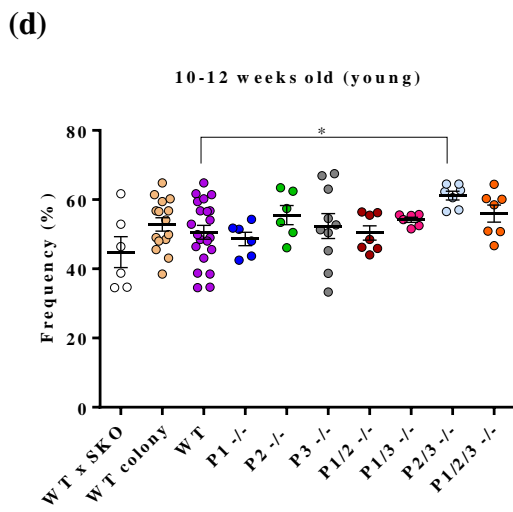 (d)
10-12 weeks old (young)
*
Frequency (%)
80
60
40
20
0
WT x SKO
WT colony
WT
P1 -/-
P2 -/-
P3 -/-
P1/2 -/-
P1/3 -/-
P2/3 -/-
P1/2/3 -/-